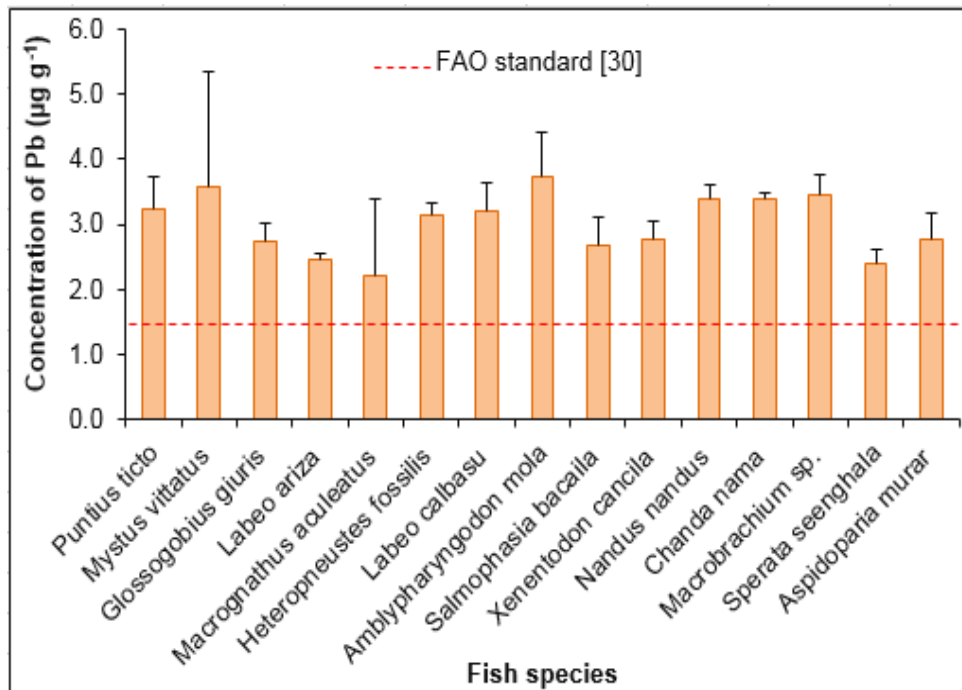 Concentration of Pb (µg g⁻¹)
6.0
5.0
4.0
3.0
2.0
1.0
0.0
FAO standard [30]
Puntius ticto
Mystus vittatus
Glossogobius giuris
Labeo ariza
Macrognathus aculeatus
Heteropneustes fossilis
Labeo calbasu
Amblypharyngodon mola
Salmophasia bacaila
Xenentodon cancila
Nandus nandus
Chanda nama
Macrobrachium sp.
Sperata seenghala
Aspidoparia murar
Fish species